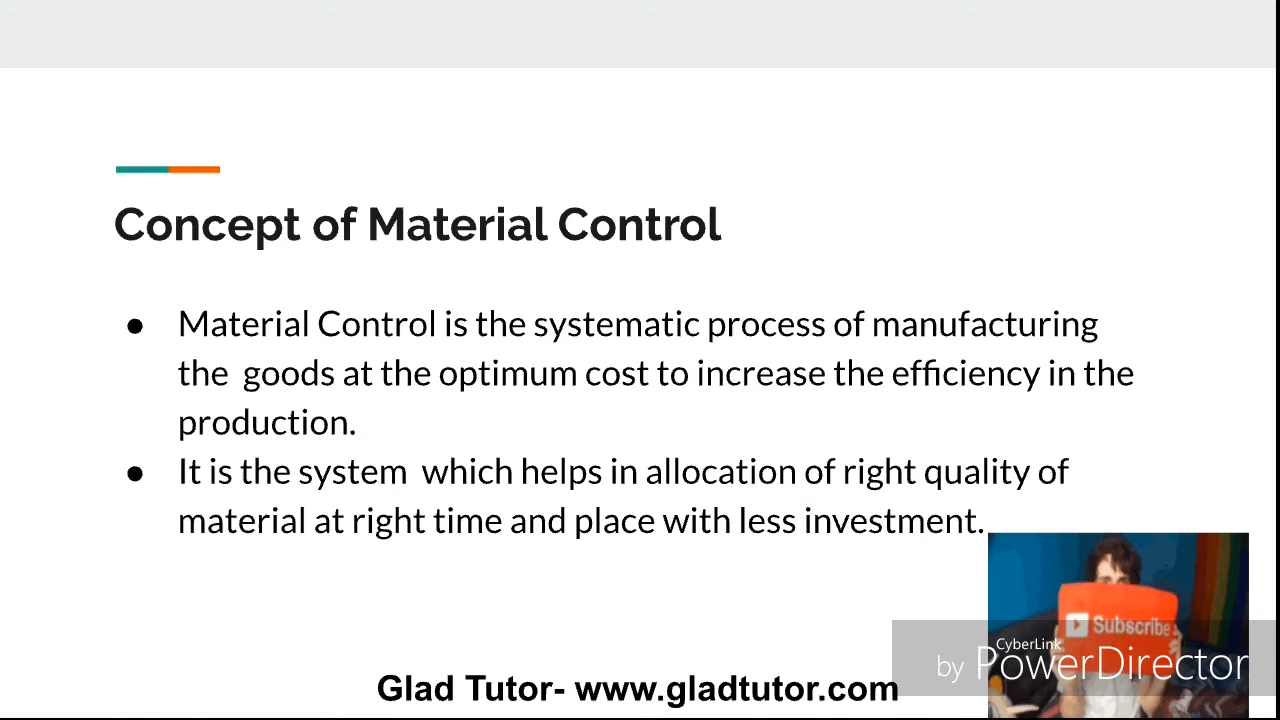 Concept of Material Control
● Material Control is the systematic process of manufacturing
the goods at the optimum cost to increase the efficiency in the
production.
● It is the system which helps in allocation of right quality of
material at right time and place with less investment.
Subscribe
CyberLink
by PowerDirector
Glad Tutor- www.gladtutor.com